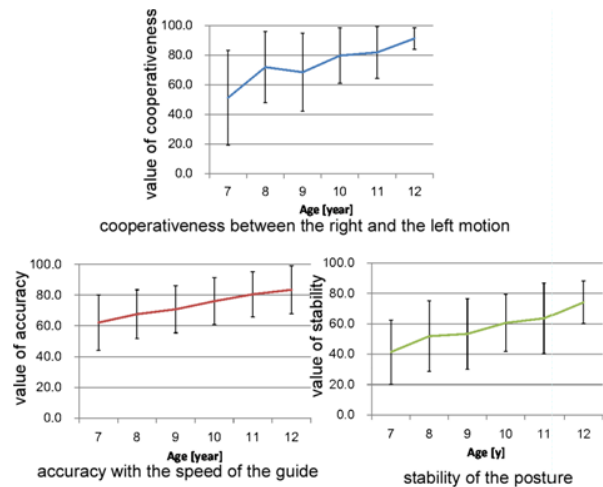 value of cooperativeness
100.0
80.0
60.0
40.0
20.0
0.0
7 8 9 10 11 12
Age [year]
cooperativeness between the right and the left motion
value of accuracy
100.0
80.0
60.0
40.0
20.0
0.0
7 8 9 10 11 12
Age [year]
accuracy with the speed of the guide
value of stability
100.0
80.0
60.0
40.0
20.0
0.0
7 8 9 10 11 12
Age [y]
stability of the posture